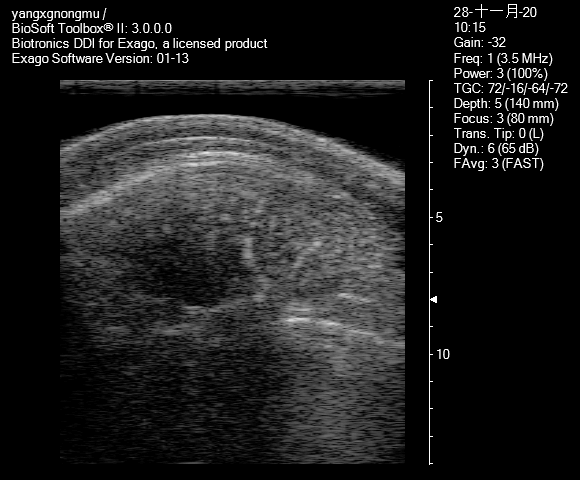 yangxgnongmu /
BioSoft Toolbox® II: 3.0.0.0
Biotronics DDI for Exago, a licensed product
Exago Software Version: 01-13
28-十一月-20
10:15
Gain: -32
Freq: 1 (3.5 MHz)
Power: 3 (100%)
TGC: 72/-16/-64/-72
Depth: 5 (140 mm)
Focus: 3 (80 mm)
Trans. Tip: 0 (L)
Dyn.: 6 (65 dB)
FAvg: 3 (FAST)
5
10